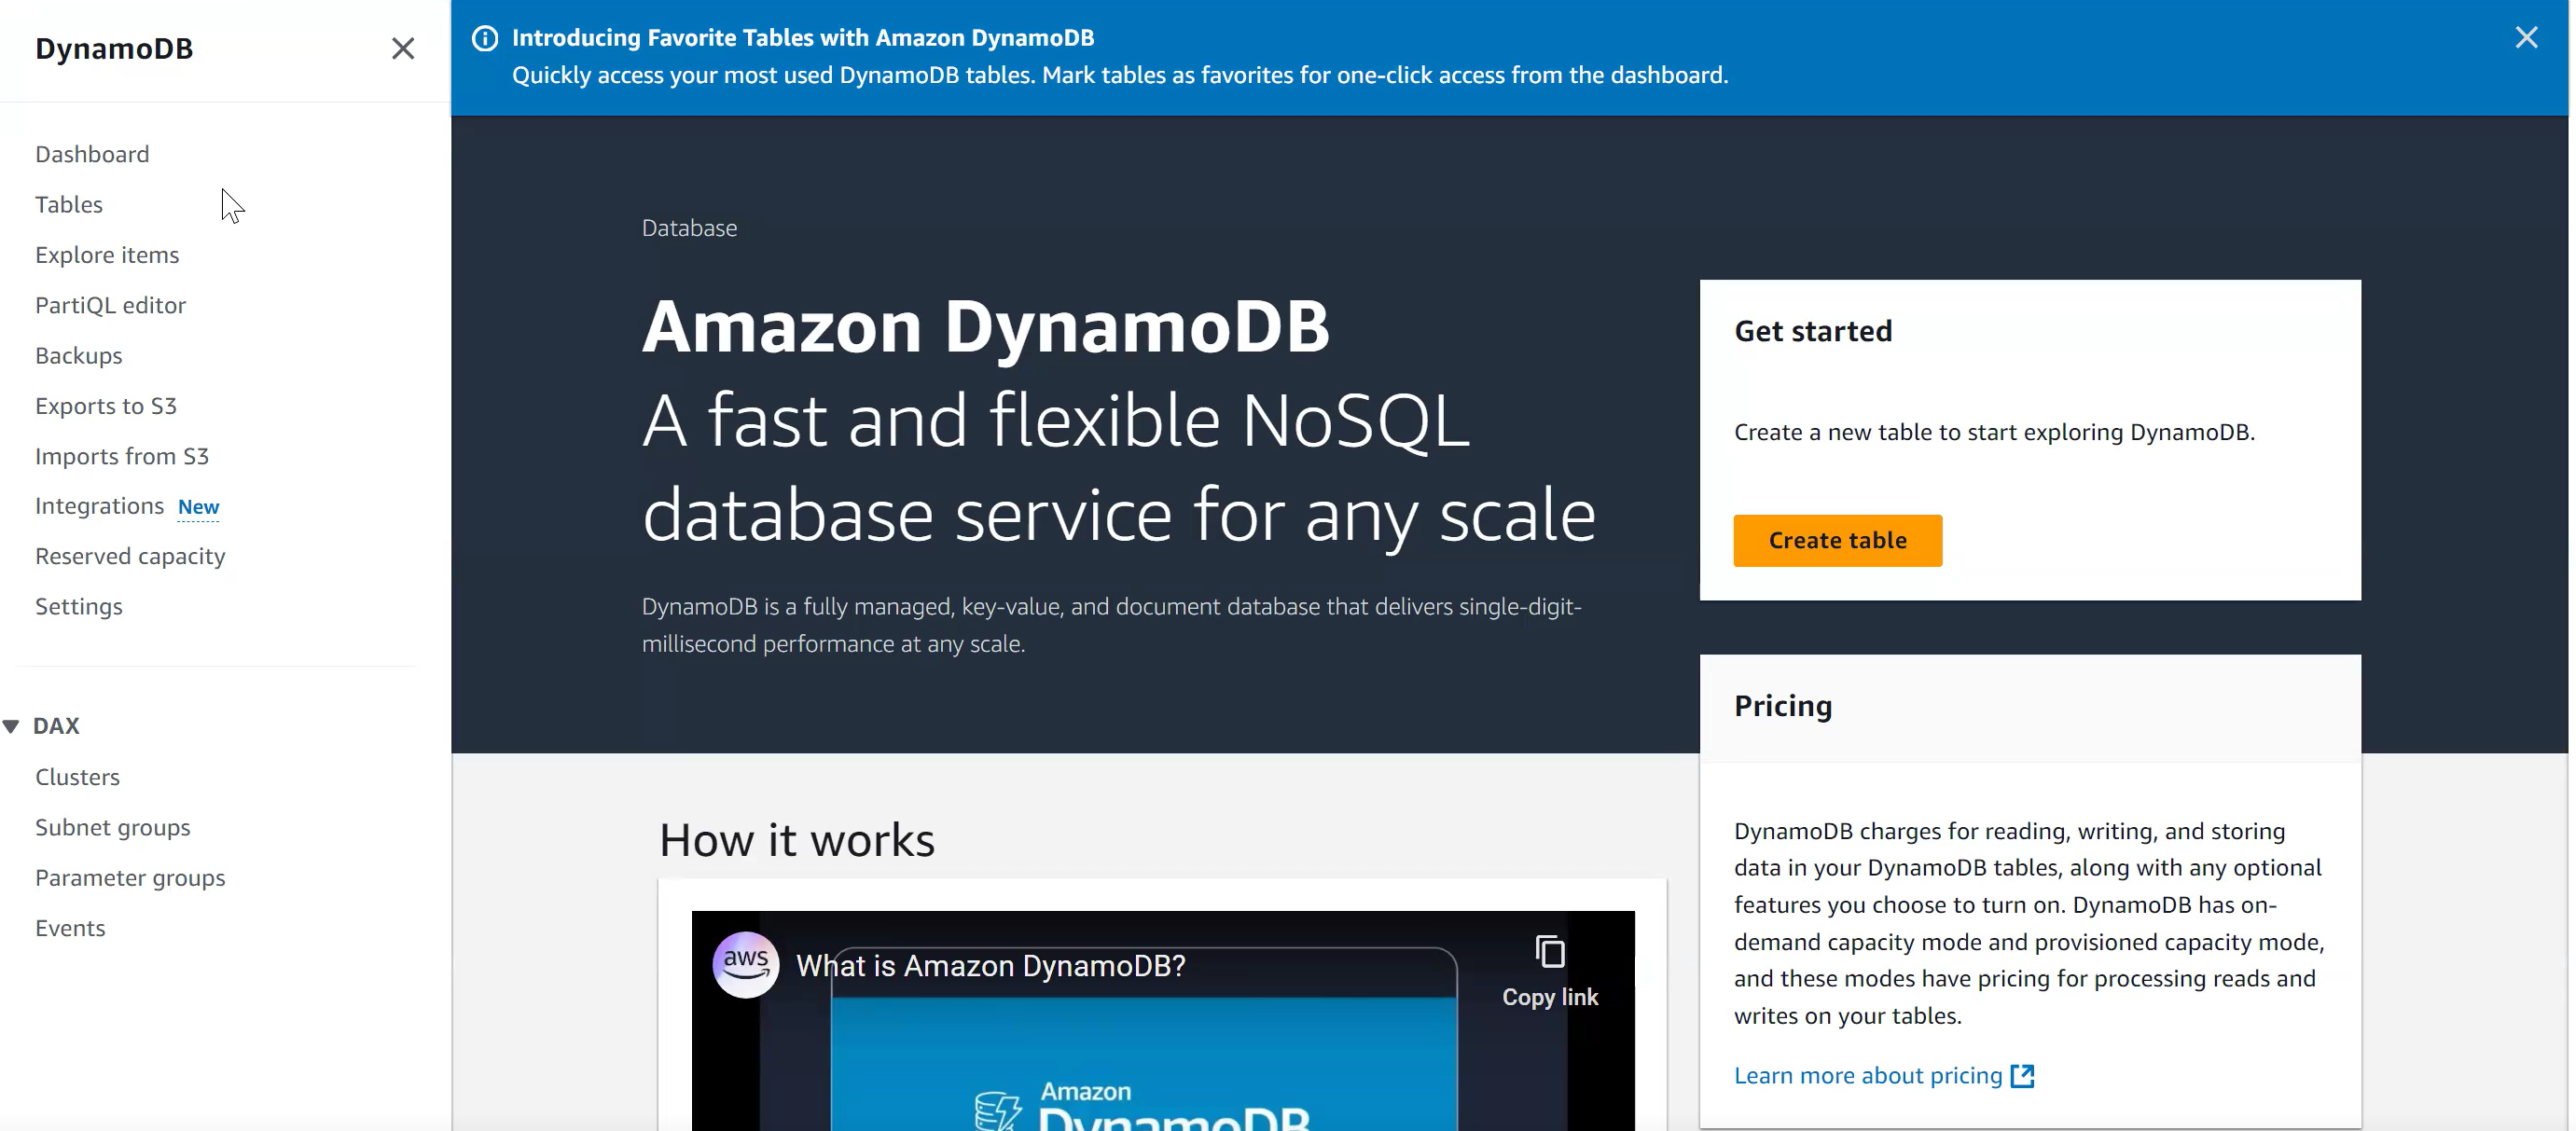 DynamoDB
Dashboard
Tables
Explore items
PartiQL editor
Backups
Exports to S3
Imports from S3
Integrations New
Reserved capacity
Settings
DAX
Clusters
Subnet groups
Parameter groups
Events
Introducing Favorite Tables with Amazon DynamoDB
Quickly access your most used DynamoDB tables. Mark tables as favorites for one-click access from the dashboard.
Database
Amazon DynamoDB
A fast and flexible NoSQL
database service for any scale
DynamoDB is a fully managed, key-value, and document database that delivers single-digit-
millisecond performance at any scale.
Get started
Create a new table to start exploring DynamoDB.
Create table
Pricing
DynamoDB charges for reading, writing, and storing
data in your DynamoDB tables, along with any optional
features you choose to turn on. DynamoDB has on-
demand capacity mode and provisioned capacity mode,
and these modes have pricing for processing reads and
writes on your tables.
Learn more about pricing
How it works
aws
What is Amazon DynamoDB?
Copy link
Amazon
DynamoDB